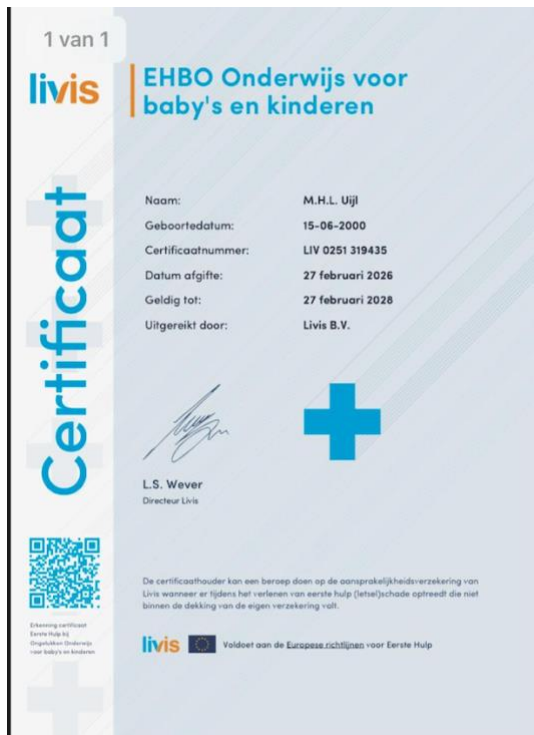 1 van 1
livis
EHBO Onderwijs voor
baby's en kinderen
Certificaat
Naam: M.H.L. Uijl
Geboortedatum: 15-06-2000
Certificaatnummer: LIV 0251 319435
Datum afgifte: 27 februari 2026
Geldig tot: 27 februari 2028
Uitgereikt door: Livis B.V.
L.S. Wever
Directeur Livis
De certificaathouder kan een beroep doen op de aansprakelijkheidsverzekering van
Livis wanneer er tijdens het verlenen van eerste hulp (letsel)schade optreedt die niet
binnen de dekking van de eigen verzekering valt.
Erkenning certificaat
Eerste Hulp bij
Ongelukken Onderwijs
voor baby's en kinderen
livis
Voldoet aan de Europese richtlijnen voor Eerste Hulp